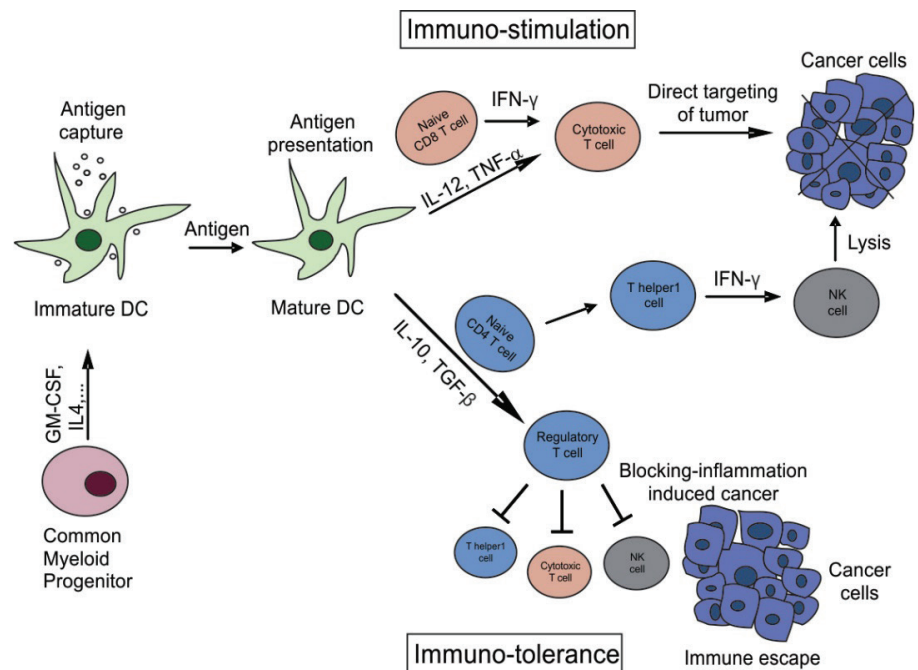 Immuno-stimulation
Antigen
capture
Immature DC
GM-CSF,
IL4,...
Common
Myeloid
Progenitor
Antigen
Antigen
presentation
Mature DC
Naive
CD8 T cell
IFN-γ
IL-12, TNF-α
Cytotoxic
T cell
Direct targeting
of tumor
Cancer cells
Lysis
Naive
CD4 T cell
T helper1
cell
IFN-γ
NK
cell
IL-10, TGF-β
Regulatory
T cell
T helper1
cell
Cytotoxic
T cell
NK
cell
Blocking-inflammation
induced cancer
Cancer
cells
Immune escape
Immuno-tolerance